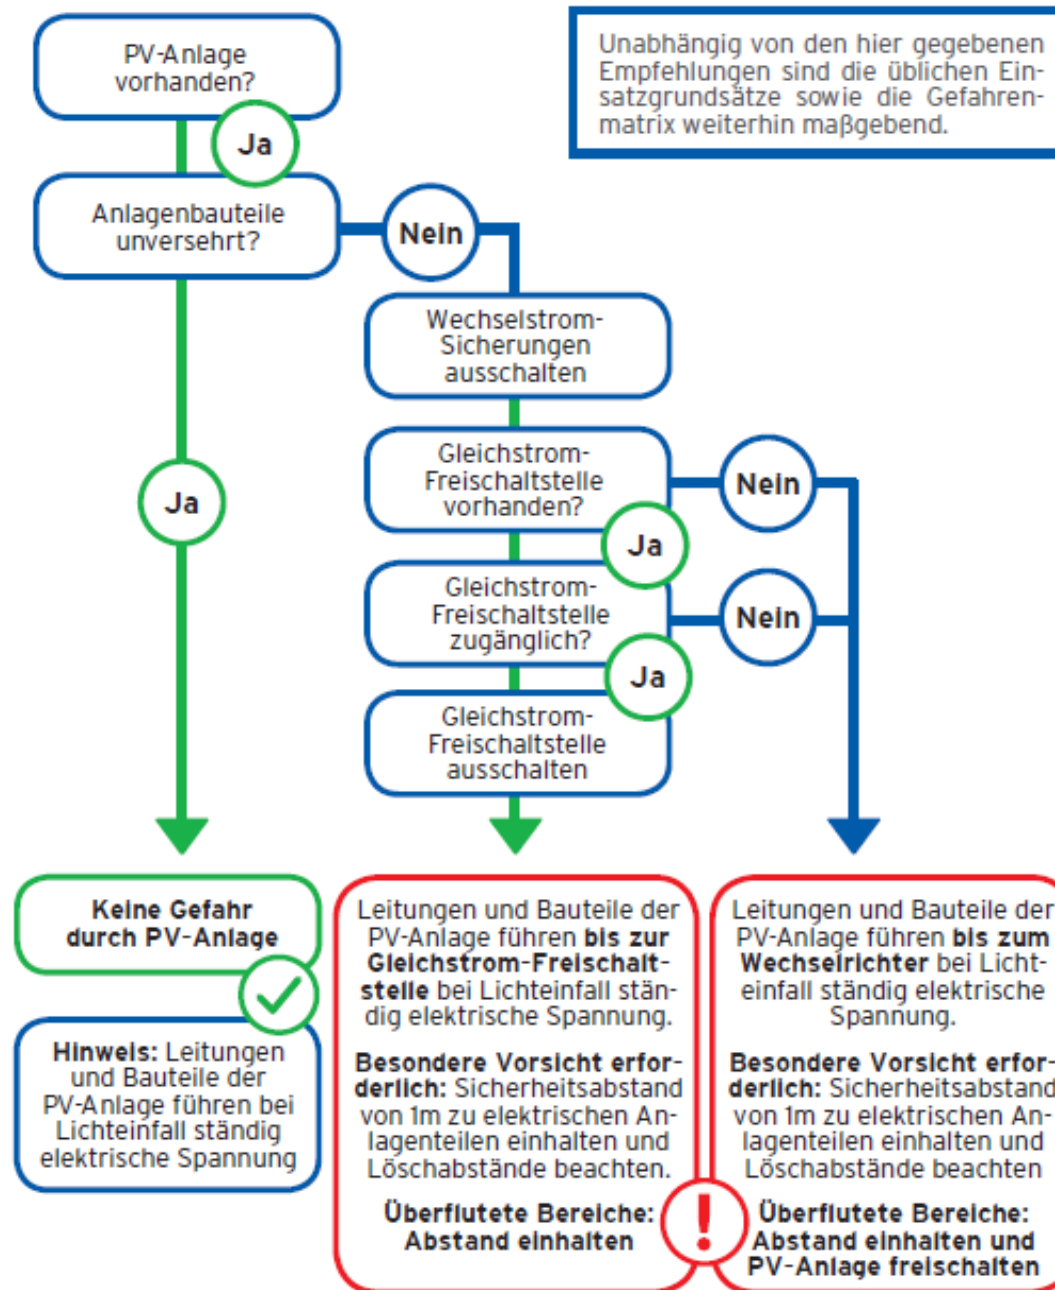 PV-Anlage
vorhanden?
Unabhängig von den hier gegebenen
Empfehlungen sind die üblichen Ein-
satzgrundsätze sowie die Gefahren-
matrix weiterhin maßgebend.
Ja
Anlagenbauteile
unversehrt?
Nein
Wechselstrom-
Sicherungen
ausschalten
Gleichstrom-
Freischaltstelle
vorhanden?
Nein
Ja
Ja
Gleichstrom-
Freischaltstelle
zugänglich?
Nein
Ja
Gleichstrom-
Freischaltstelle
ausschalten
Keine Gefahr
durch PV-Anlage
Hinweis: Leitungen
und Bauteile der
PV-Anlage führen bei
Lichteinfall ständig
elektrische Spannung
Leitungen und Bauteile der
PV-Anlage führen bis zur
Gleichstrom-Freischalt-
stelle bei Lichteinfall stän-
dig elektrische Spannung.
Besondere Vorsicht erfor-
derlich: Sicherheitsabstand
von 1m zu elektrischen An-
lagenteilen einhalten und
Löschabstände beachten.
Überflutete Bereiche:
Abstand einhalten
!
Leitungen und Bauteile der
PV-Anlage führen bis zum
Wechselrichter bei Licht-
einfall ständig elektrische
Spannung.
Besondere Vorsicht erfor-
derlich: Sicherheitsabstand
von 1m zu elektrischen An-
lagenteilen einhalten und
Löschabstände beachten
Überflutete Bereiche:
Abstand einhalten und
PV-Anlage freischalten